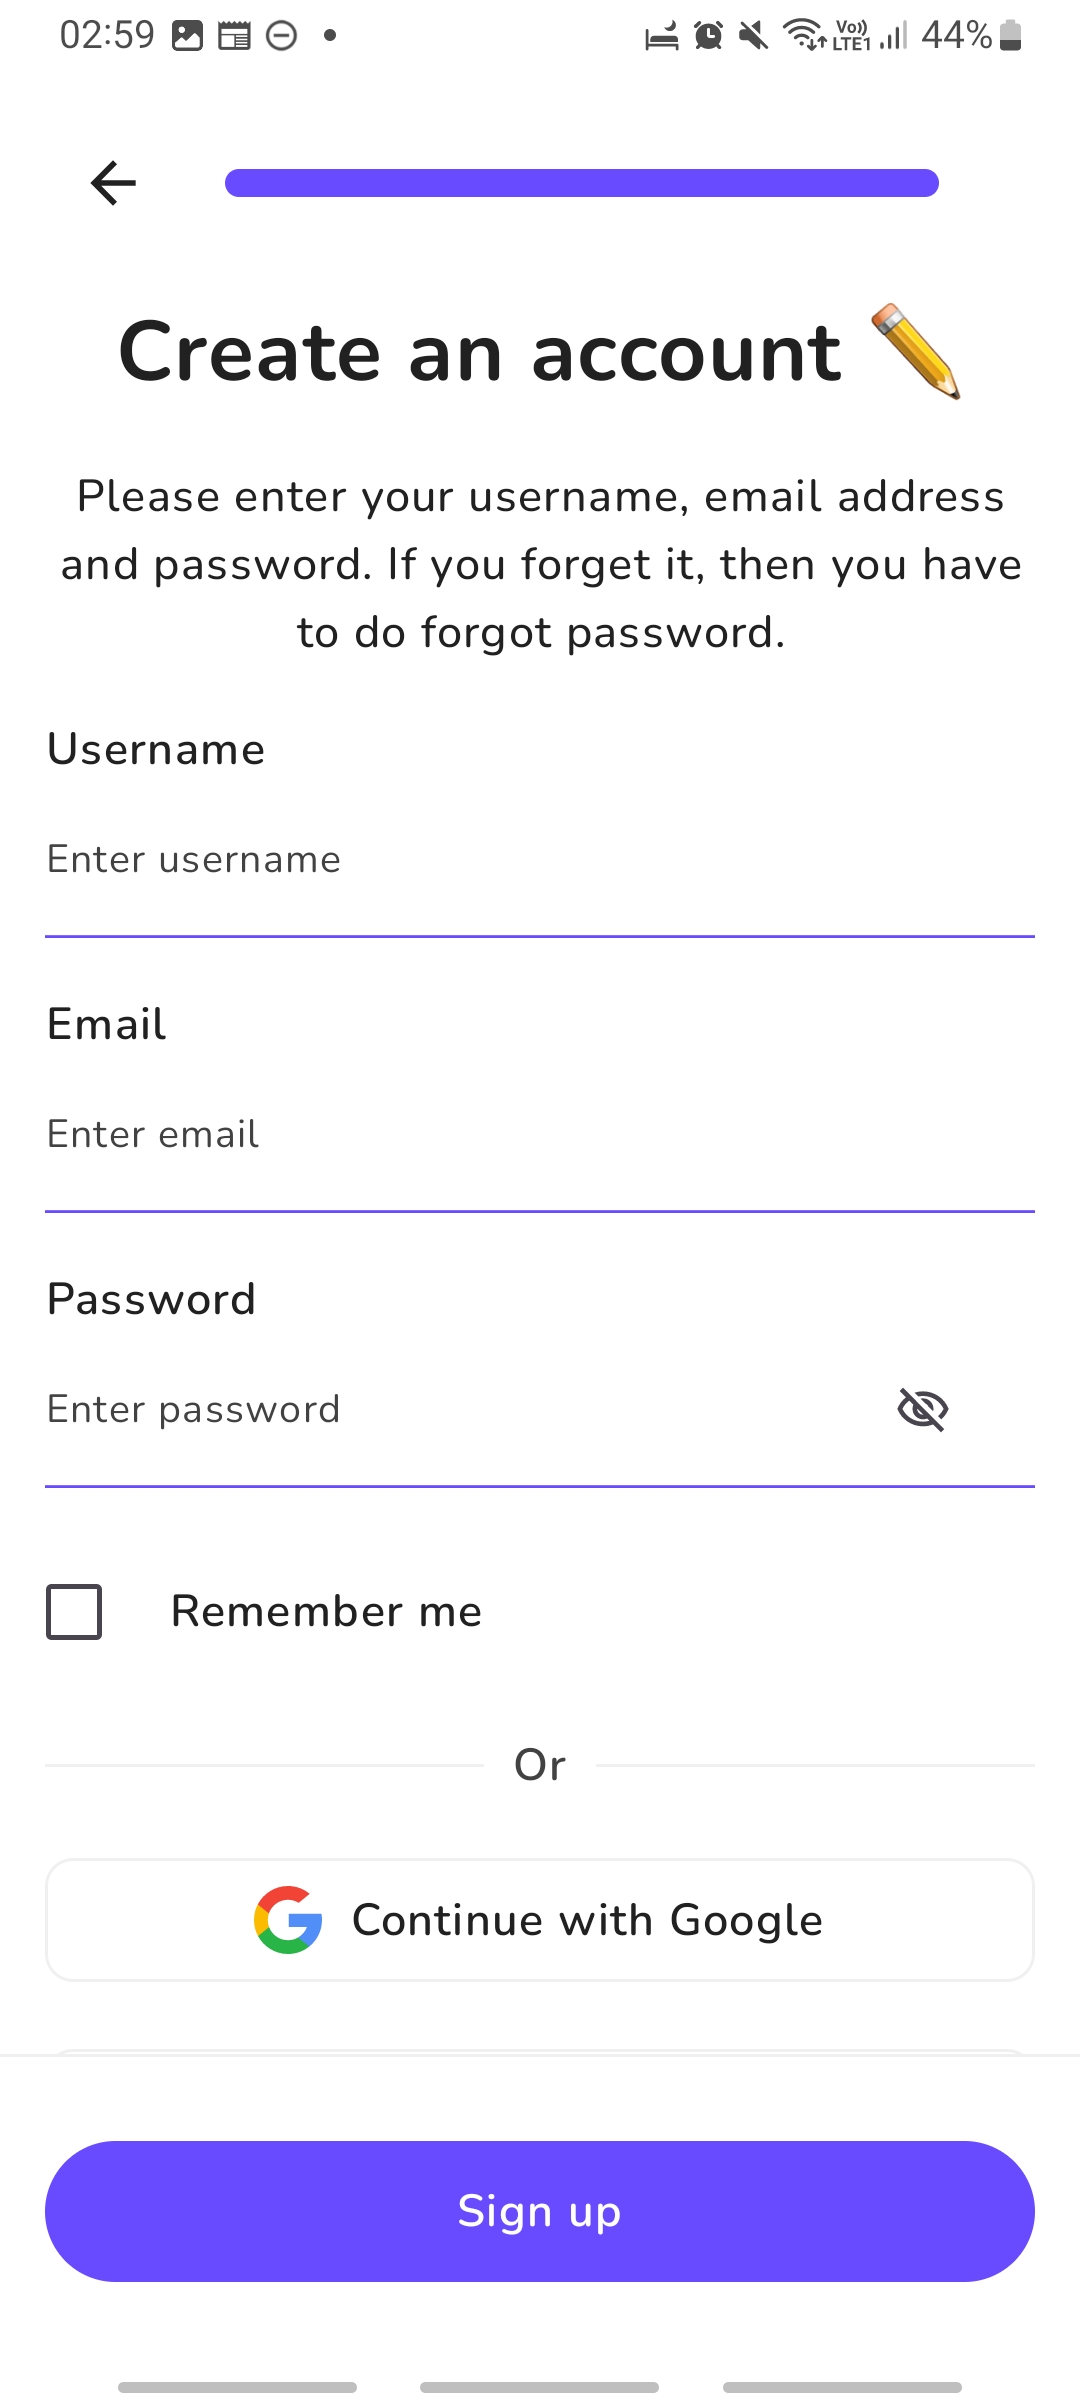 02:59
Vo)) LTE1 44%
Create an account
Please enter your username, email address
and password. If you forget it, then you have
to do forgot password.
Username
Enter username
Email
Enter email
Password
Enter password
Remember me
Or
Continue with Google
Sign up